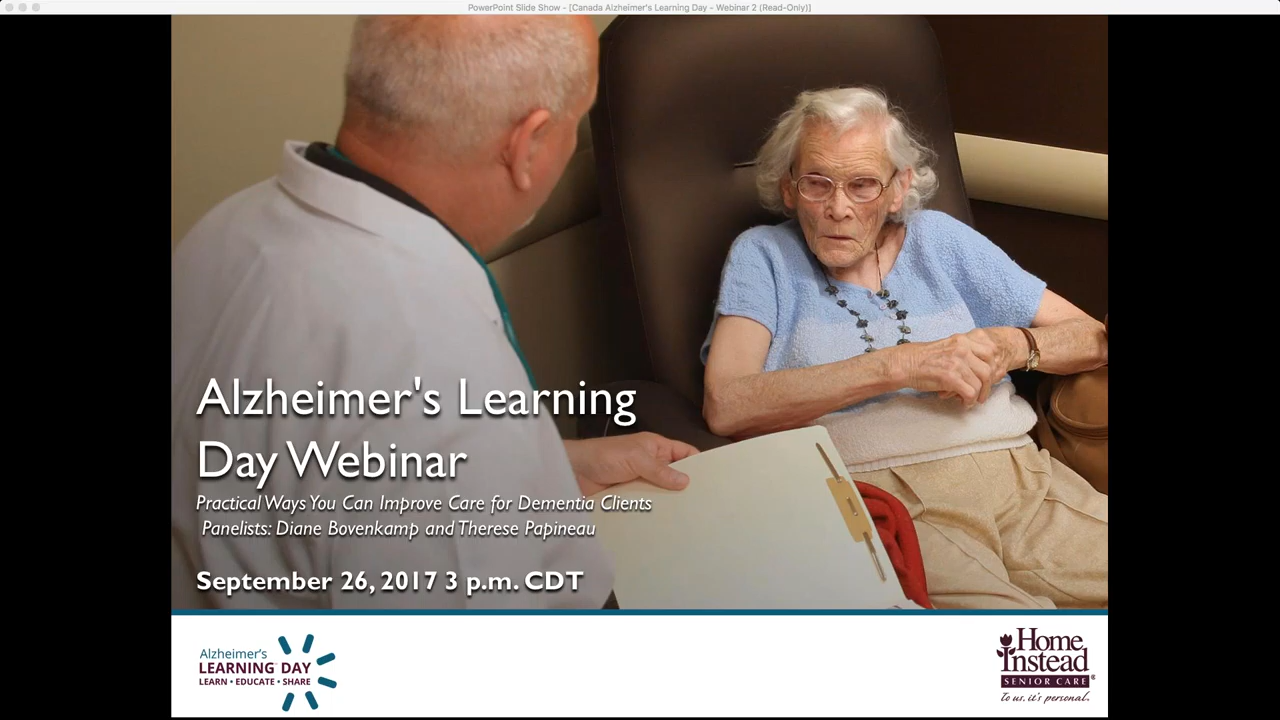 PowerPoint Slide Show - [Canada Alzheimer's Learning Day - Webinar 2 (Read-Only)]
Alzheimer's Learning
Day Webinar
Practical Ways You Can Improve Care for Dementia Clients
Panelists: Diane Bovenkamp and Therese Papineau
September 26, 2017 3 p.m. CDT
Alzheimer's
LEARNING DAY
LEARN • EDUCATE • SHARE
Home
Instead
SENIOR CARE®
To us, it's personal.